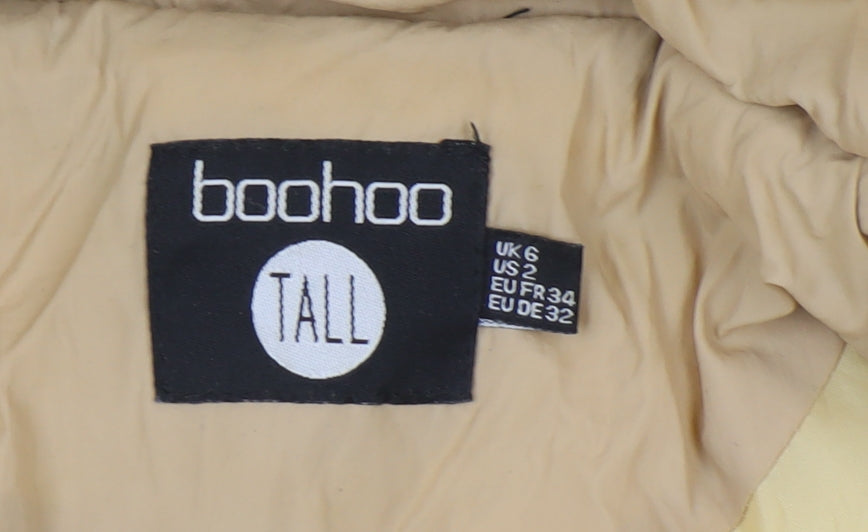 boohoo
TALL
UK 6
US 2
EU FR 34
EU DE 32